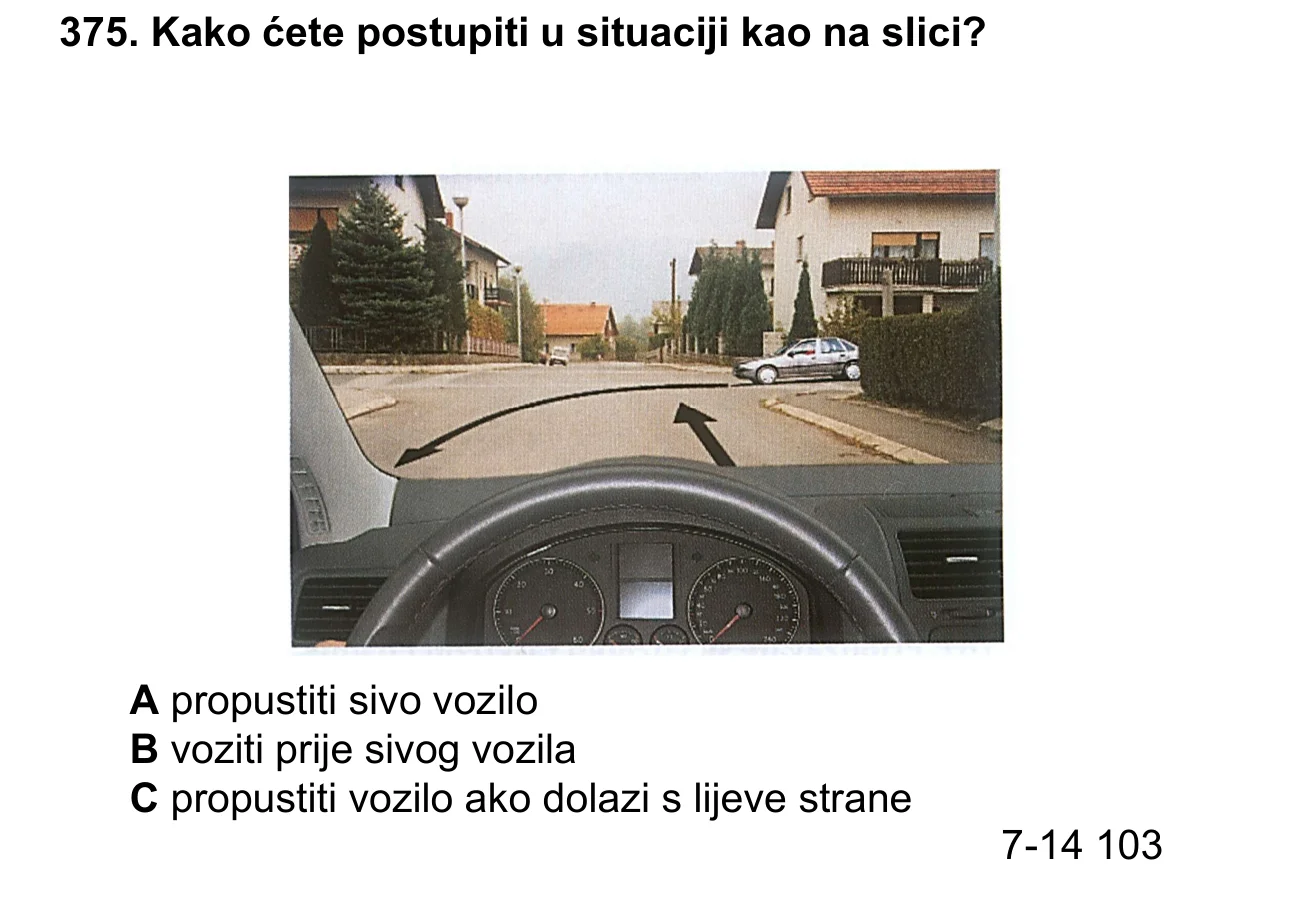 375. Kako ćete postupiti u situaciji kao na slici?
A propustiti sivo vozilo
B voziti prije sivog vozila
C propustiti vozilo ako dolazi s lijeve strane
7-14 103